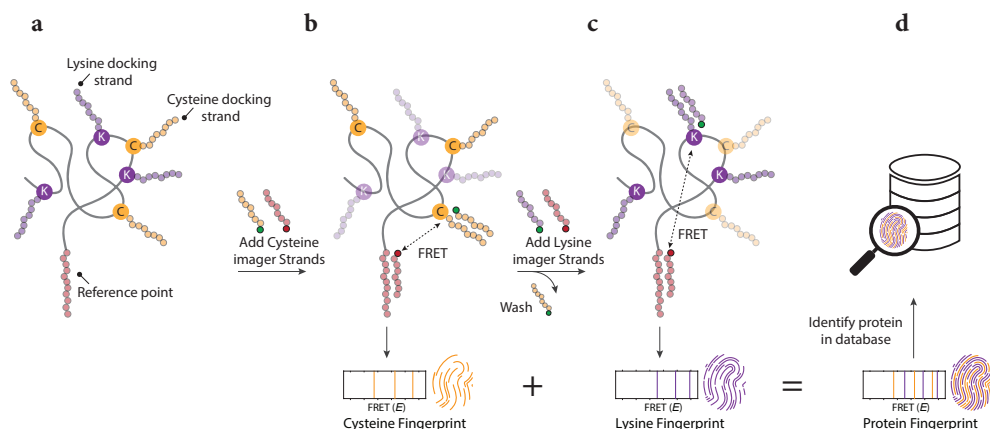 a
b
c
d
Lysine docking
strand
Cysteine docking
strand
C
K
C
K
K
C
Reference point
Add Cysteine
imager Strands
C
K
C
K
K
C
FRET
Add Lysine
imager Strands
Wash
C
K
C
K
K
C
FRET
Identify protein
in database
FRET (E)
Cysteine Fingerprint
+
FRET (E)
Lysine Fingerprint
=
FRET (E)
Protein Fingerprint